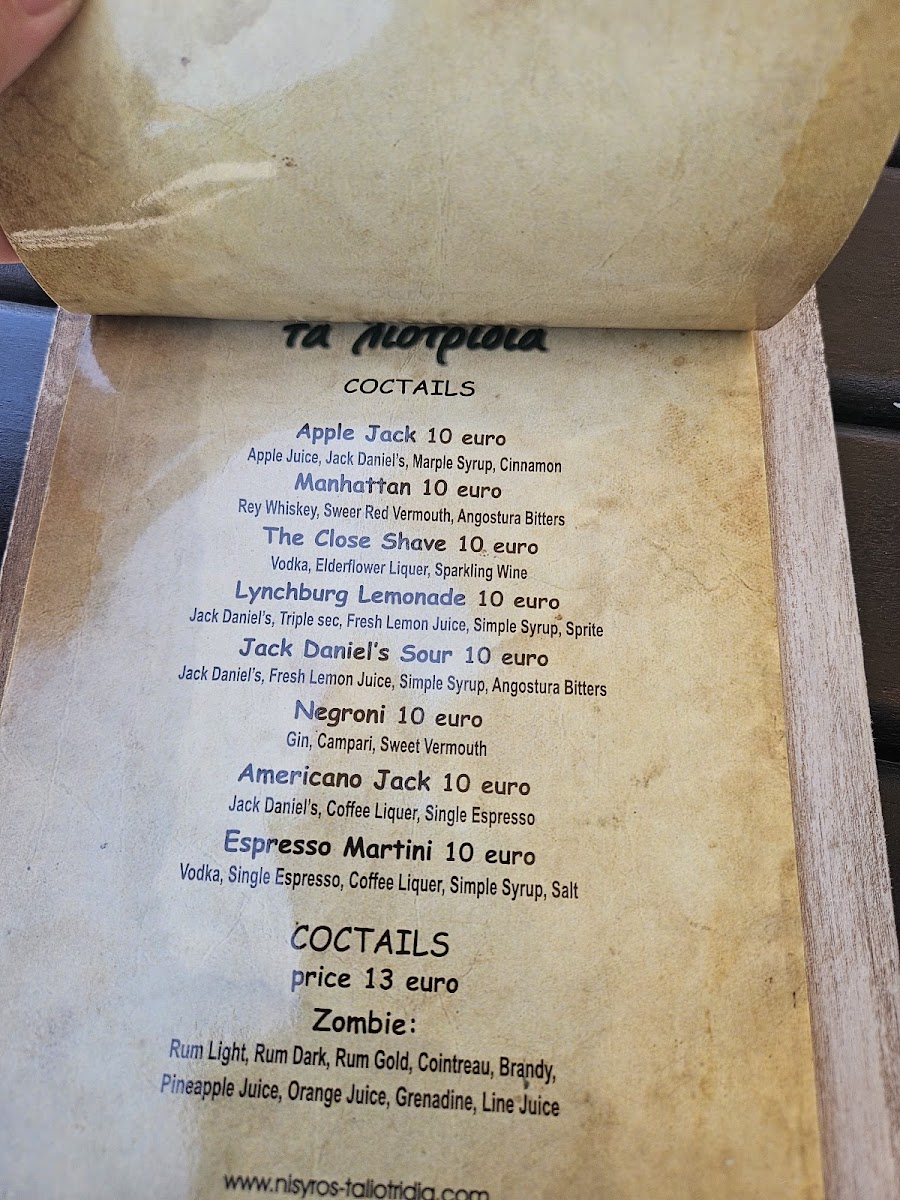 τα λιοτρίδια
COCTAILS
Apple Jack 10 euro
Apple Juice, Jack Daniel's, Marple Syrup, Cinnamon
Manhattan 10 euro
Rey Whiskey, Sweer Red Vermouth, Angostura Bitters
The Close Shave 10 euro
Vodka, Elderflower Liquer, Sparkling Wine
Lynchburg Lemonade 10 euro
Jack Daniel's, Triple sec, Fresh Lemon Juice, Simple Syrup, Sprite
Jack Daniel's Sour 10 euro
Jack Daniel's, Fresh Lemon Juice, Simple Syrup, Angostura Bitters
Negroni 10 euro
Gin, Campari, Sweet Vermouth
Americano Jack 10 euro
Jack Daniel's, Coffee Liquer, Single Espresso
Espresso Martini 10 euro
Vodka, Single Espresso, Coffee Liquer, Simple Syrup, Salt
COCTAILS
price 13 euro
Zombie:
Rum Light, Rum Dark, Rum Gold, Cointreau, Brandy,
Pineapple Juice, Orange Juice, Grenadine, Line Juice
www.nisyros-taliotridia.com